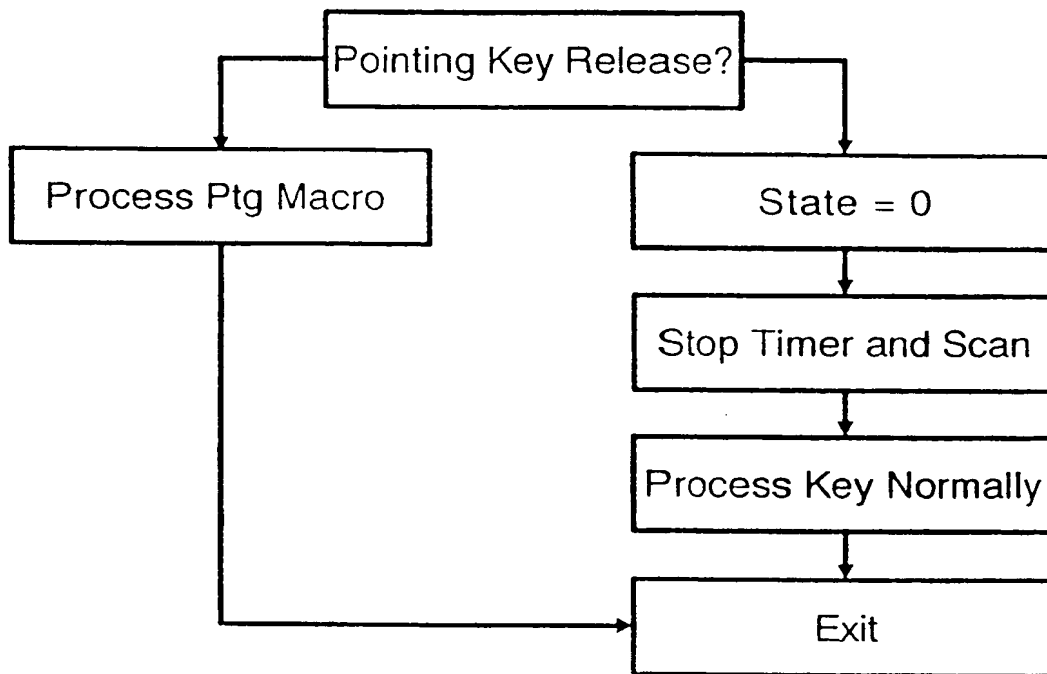 Pointing Key Release?
Process Ptg Macro
State = 0
Stop Timer and Scan
Process Key Normally
Exit